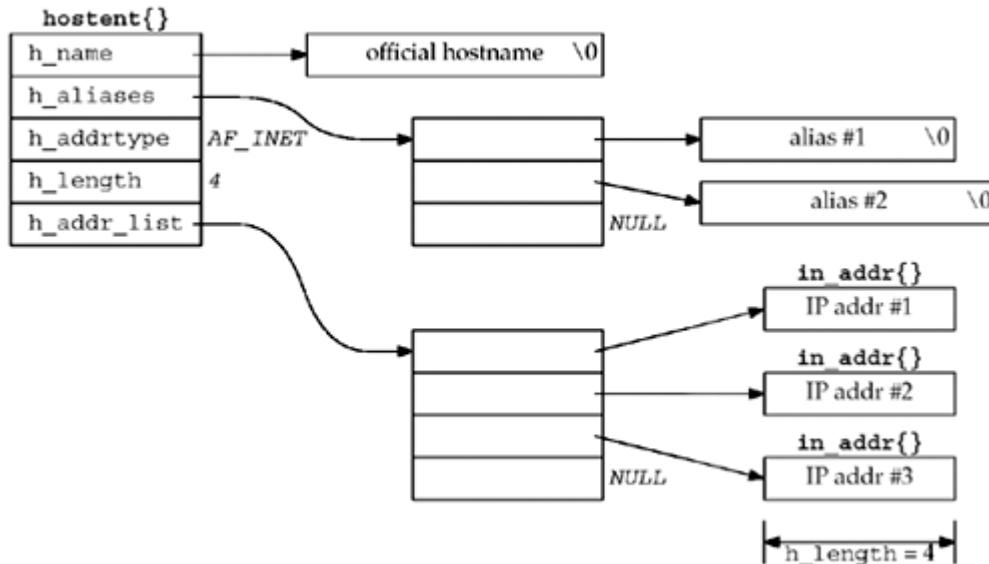 hostent{}
h_name
official hostname \0
h_aliases
h_addrtype AF_INET
alias #1 \0
h_length 4
alias #2 \0
h_addr_list
NULL
in_addr{}
IP addr #1
in_addr{}
IP addr #2
in_addr{}
IP addr #3
NULL
h_length = 4